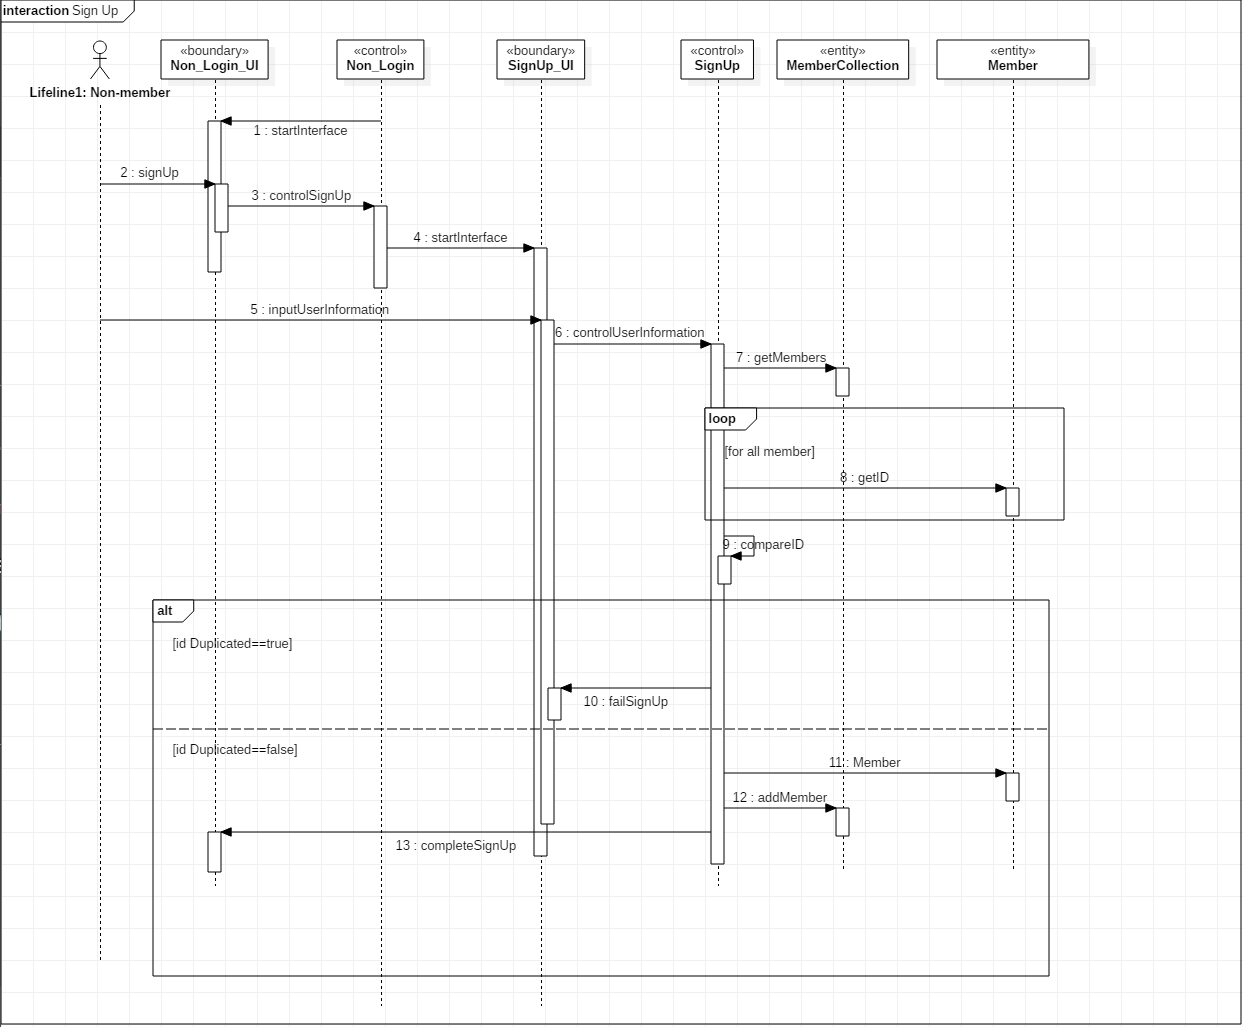 interaction Sign Up
«boundary»
Non_Login_UI
«control»
Non_Login
«boundary»
SignUp_UI
«control»
SignUp
«entity»
MemberCollection
«entity»
Member
Lifeline1: Non-member
1 : startInterface
2 : signUp
3 : controlSignUp
4 : startInterface
5 : inputUserInformation
6 : controlUserInformation
7 : getMembers
loop
[for all member]
8 : getID
9 : compareID
alt
[id Duplicated==true]
10 : failSignUp
[id Duplicated==false]
11 : Member
12 : addMember
13 : completeSignUp